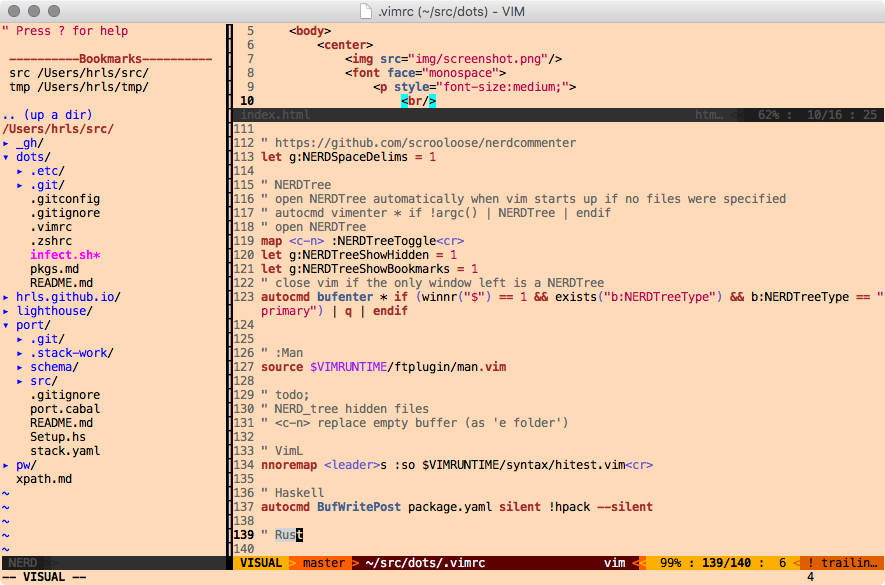 .vimrc (~/src/dots) - VIM
" Press ? for help
----------Bookmarks----------
src /Users/hrls/src/
tmp /Users/hrls/tmp/
.. (up a dir)
/Users/hrls/src/
▸ _gh/
▾ dots/
▸ .etc/
▸ .git/
.gitconfig
.gitignore
.vimrc
.zshrc
infect.sh*
pkgs.md
README.md
▸ hrls.github.io/
▸ lighthouse/
▾ port/
▸ .git/
▸ .stack-work/
▸ schema/
▸ src/
.gitignore
port.cabal
README.md
Setup.hs
stack.yaml
▸ pw/
xpath.md
~
~
~
~
~
NERD
5 <body>
6 <center>
7 <img src="img/screenshot.png"/>
8 <font face="monospace">
9 <p style="font-size:medium;">
10 <br/>
index.html htm… < 62% : 10/16 : 25
111
112 " https://github.com/scrooloose/nerdcommenter
113 let g:NERDSpaceDelims = 1
114
115 " NERDTree
116 " open NERDTree automatically when vim starts up if no files were specified
117 " autocmd vimenter * if !argc() | NERDTree | endif
118 " open NERDTree
119 map <c-n> :NERDTreeToggle<cr>
120 let g:NERDTreeShowHidden = 1
121 let g:NERDTreeShowBookmarks = 1
122 " close vim if the only window left is a NERDTree
123 autocmd bufenter * if (winnr("$") == 1 && exists("b:NERDTreeType") && b:NERDTreeType == "
primary") | q | endif
124
125
126 " :Man
127 source $VIMRUNTIME/ftplugin/man.vim
128
129 " todo;
130 " NERD_tree hidden files
131 " <c-n> replace empty buffer (as 'e folder')
132
133 " VimL
134 nnoremap <leader>s :so $VIMRUNTIME/syntax/hitest.vim<cr>
135
136 " Haskell
137 autocmd BufWritePost package.yaml silent !hpack --silent
138
139 " Rust
140
VISUAL > master > ~/src/dots/.vimrc vim << 99% : 139/140 : 6 < ! trailin…
-- VISUAL -- 4